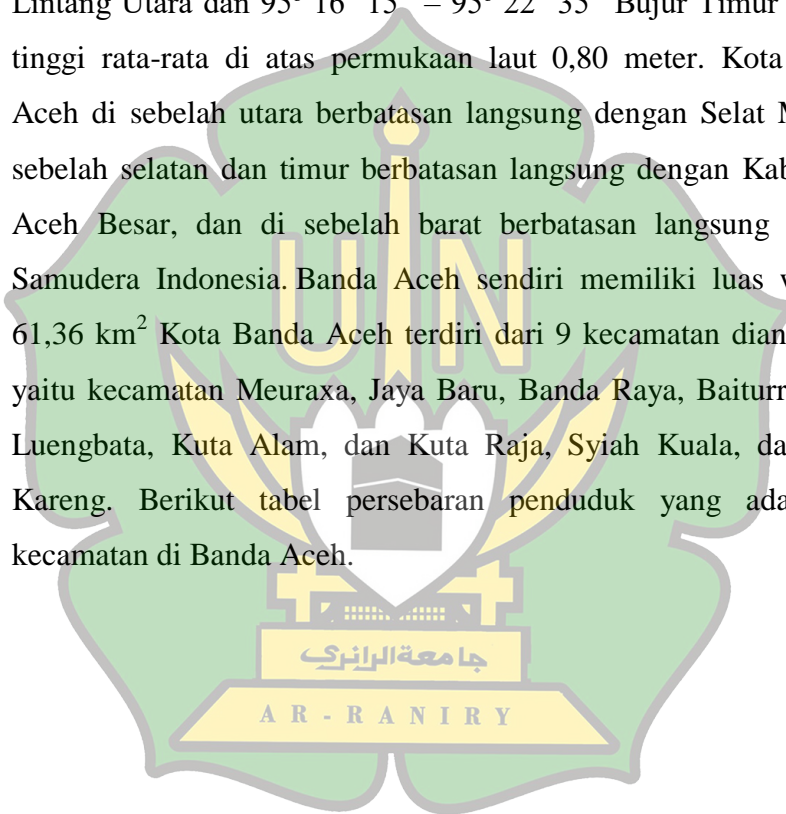 Lintang Utara dan 95° 16' 15" – 95° 22' 35" Bujur Timur
tinggi rata-rata di atas permukaan laut 0,80 meter. Kota
Aceh di sebelah utara berbatasan langsung dengan Selat M
sebelah selatan dan timur berbatasan langsung dengan Kab
Aceh Besar, dan di sebelah barat berbatasan langsung
Samudera Indonesia. Banda Aceh sendiri memiliki luas w
61,36 km² Kota Banda Aceh terdiri dari 9 kecamatan dian
yaitu kecamatan Meuraxa, Jaya Baru, Banda Raya, Baiturr
Luengbata, Kuta Alam, dan Kuta Raja, Syiah Kuala, da
Kareng. Berikut tabel persebaran penduduk yang ada
kecamatan di Banda Aceh.
UIN
جامعة الرانري
AR-RANIRY